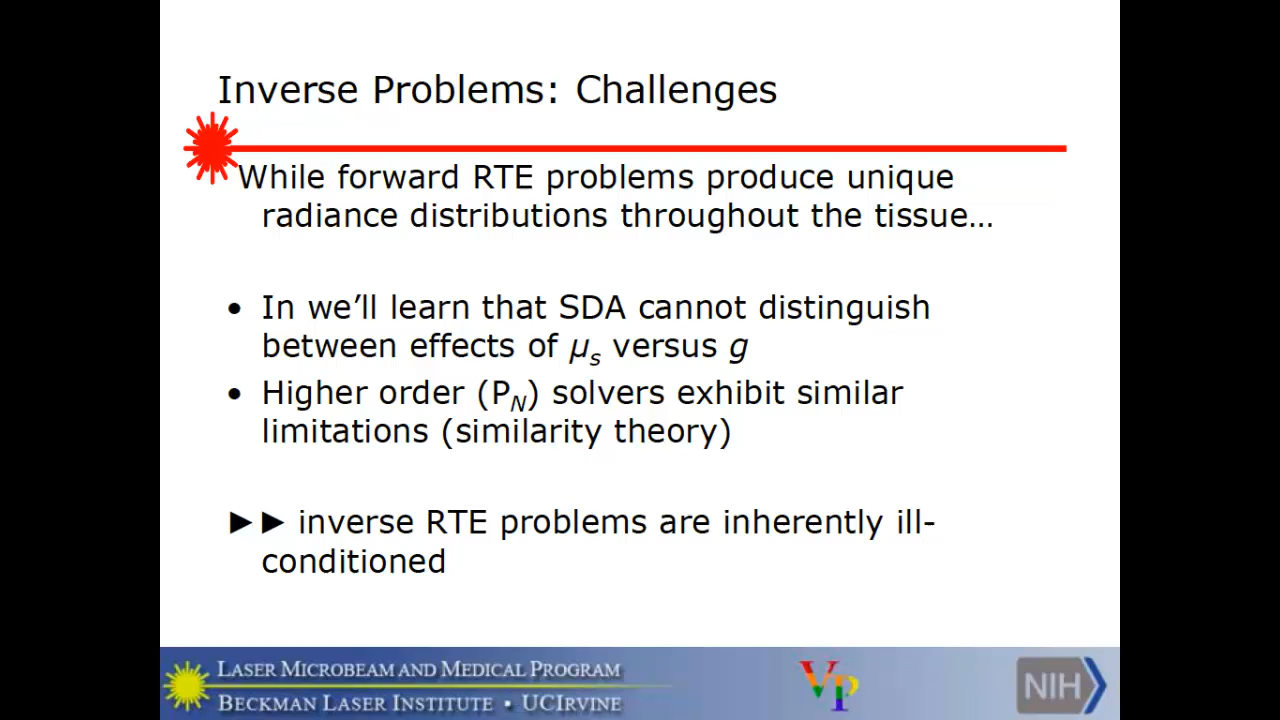 Inverse Problems: Challenges
While forward RTE problems produce unique
radiance distributions throughout the tissue…
• In we’ll learn that SDA cannot distinguish
between effects of μs versus g
• Higher order (PN) solvers exhibit similar
limitations (similarity theory)
►► inverse RTE problems are inherently ill-
conditioned
LASER MICROBEAM AND MEDICAL PROGRAM
BECKMAN LASER INSTITUTE • UCIRVINE
VP
NIH